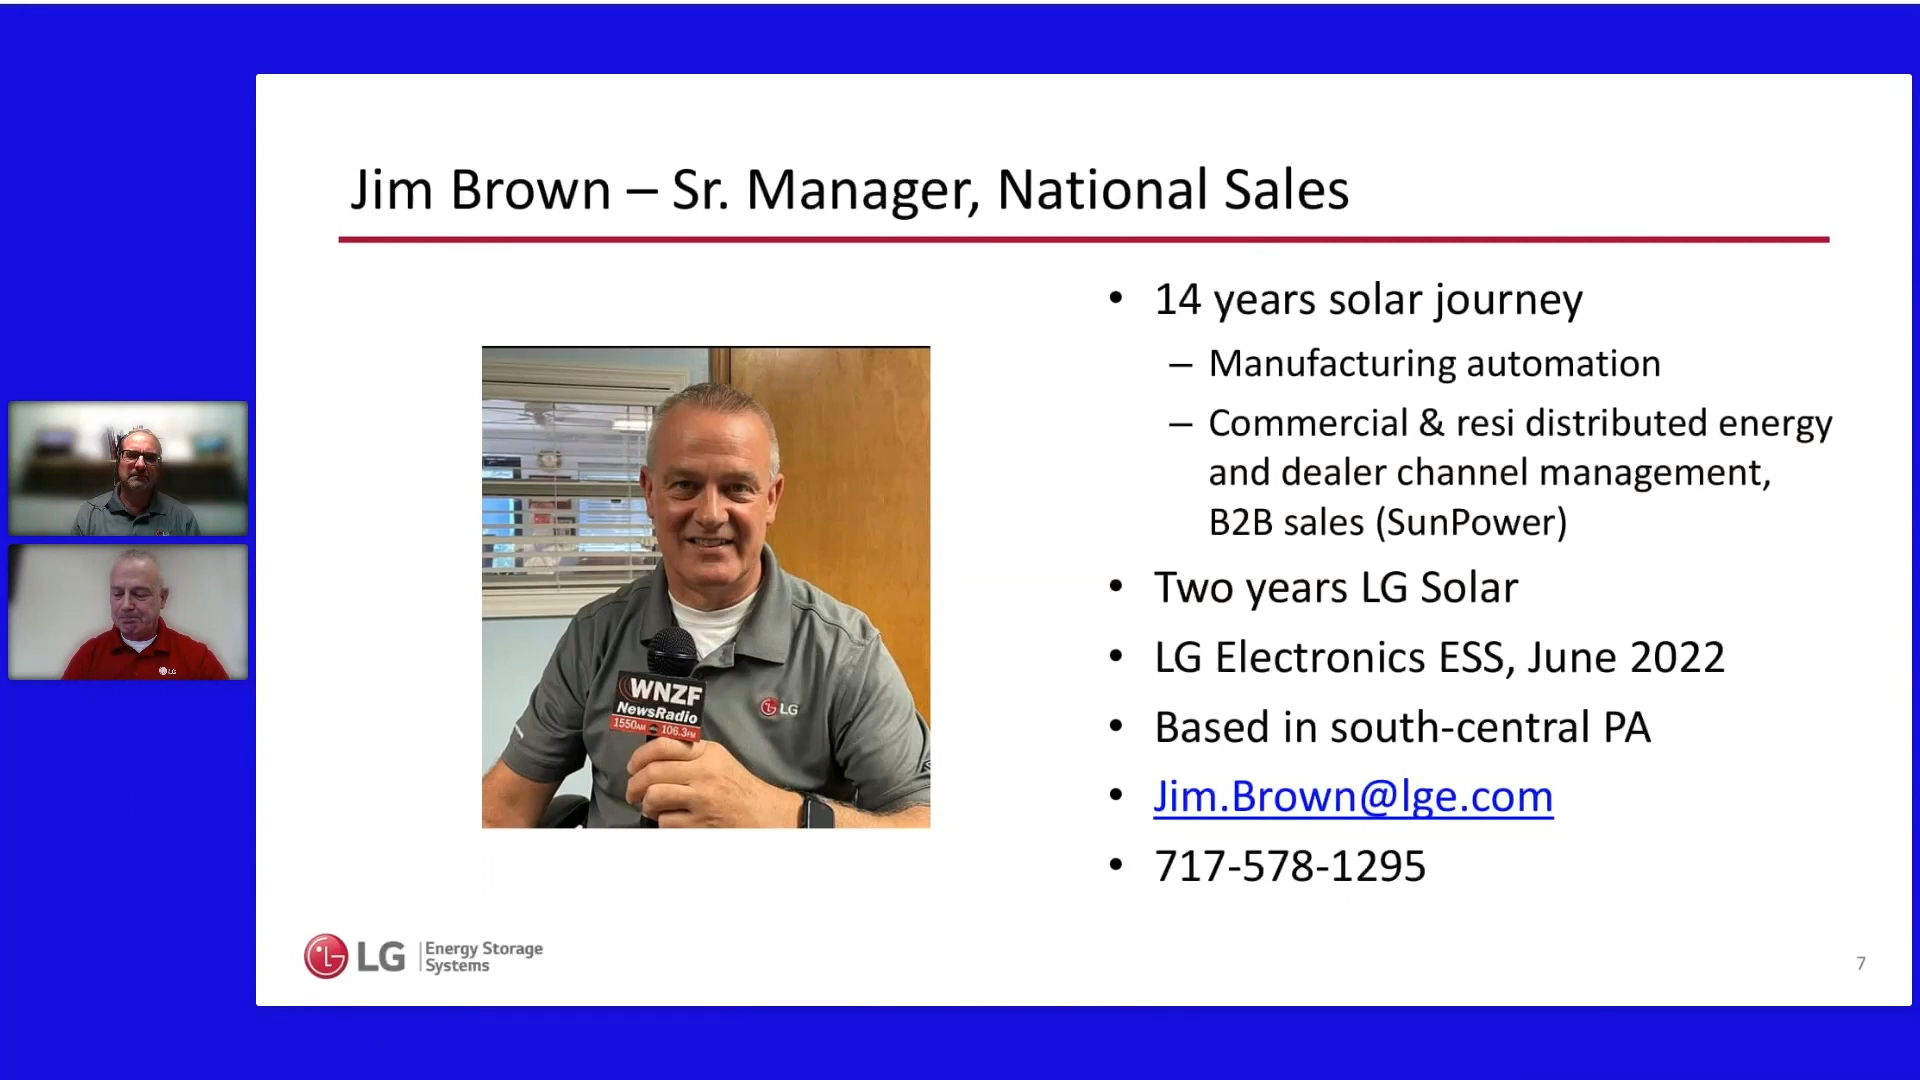 Jim Brown – Sr. Manager, National Sales
• 14 years solar journey
– Manufacturing automation
– Commercial & resi distributed energy
and dealer channel management,
B2B sales (SunPower)
• Two years LG Solar
• LG Electronics ESS, June 2022
• Based in south-central PA
• Jim.Brown@lge.com
• 717-578-1295
WNZF
NewsRadio
1550AM 106.3FM
LG
LG
LG
Energy Storage
Systems
7